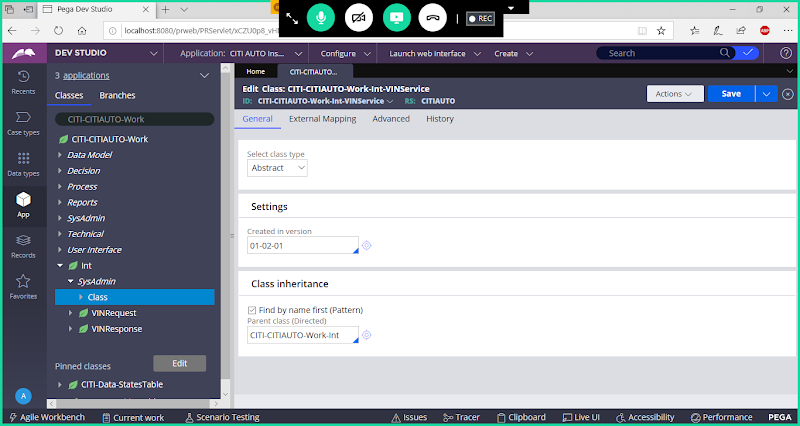 Pega Dev Studio
localhost:8080/prweb/PRServlet/xCZU0p8_vH
REC
ABP
DEV STUDIO
Application: CITI AUTO Ins...
Configure
Launch web interface
Create
Search
Recents
Case types
Data types
App
Records
Favorites
A
3 applications
Classes
Branches
CITI-CITIAUTO-Work
CITI-CITIAUTO-Work
Data Model
Decision
Process
Reports
SysAdmin
Technical
User Interface
Int
SysAdmin
Class
VINRequest
VINResponse
Pinned classes
Edit
CITI-Data-StatesTable
Home
CITI-CITIAUTO...
Edit Class: CITI-CITIAUTO-Work-Int-VINService
ID: CITI-CITIAUTO-Work-Int-VINService RS: CITIAUTO
Actions
Save
General
External Mapping
Advanced
History
Select class type
Abstract
Settings
Created in version
01-02-01
Class inheritance
Find by name first (Pattern)
Parent class (Directed)
CITI-CITIAUTO-Work-Int
Agile Workbench
Current work
Scenario Testing
Issues
Tracer
Clipboard
Live UI
Accessibility
Performance
PEGA